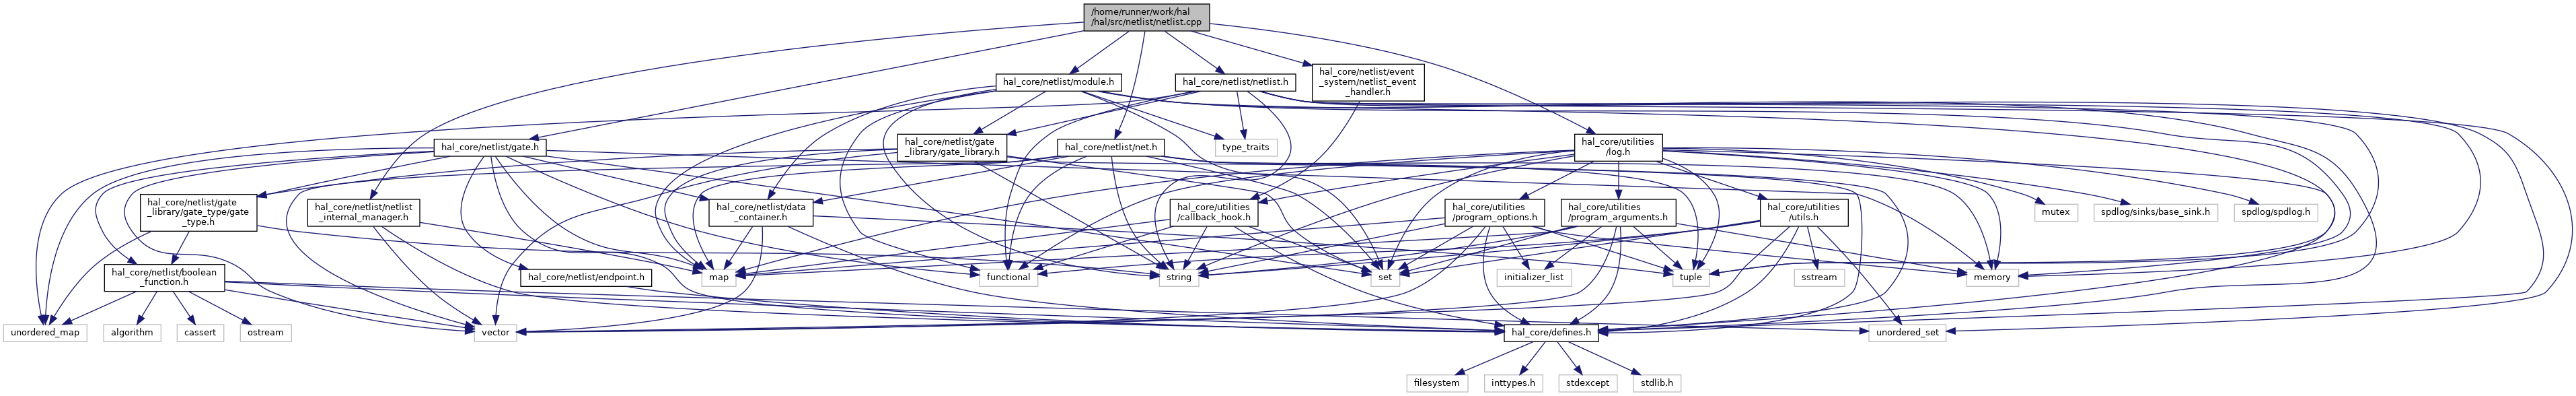 /home/runner/work/hal
/hal/src/netlist/netlist.cpp
hal_core/netlist/module.h
hal_core/netlist/netlist.h
hal_core/netlist/event
_system/netlist_event
_handler.h
hal_core/netlist/gate.h
hal_core/netlist/gate
_library/gate_library.h
hal_core/netlist/net.h
type_traits
hal_core/utilities
/log.h
hal_core/netlist/gate
_library/gate_type/gate
_type.h
hal_core/netlist/netlist
_internal_manager.h
hal_core/netlist/data
_container.h
hal_core/utilities
/callback_hook.h
hal_core/utilities
/program_options.h
hal_core/utilities
/program_arguments.h
hal_core/utilities
/utils.h
mutex
spdlog/sinks/base_sink.h
spdlog/spdlog.h
hal_core/netlist/boolean
_function.h
hal_core/netlist/endpoint.h
map
functional
string
set
initializer_list
tuple
sstream
memory
unordered_map
algorithm
cassert
ostream
vector
hal_core/defines.h
unordered_set
filesystem
inttypes.h
stdexcept
stdlib.h